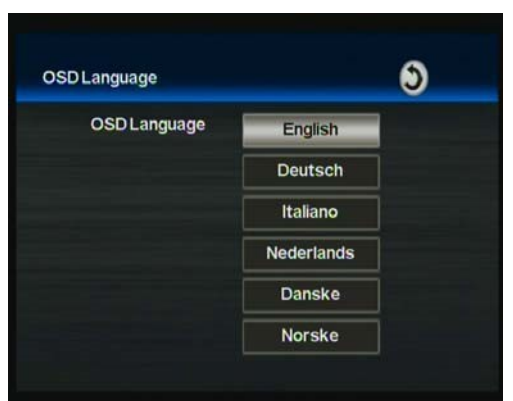 OSD Language
OSD Language
English
Deutsch
Italiano
Nederlands
Danske
Norske